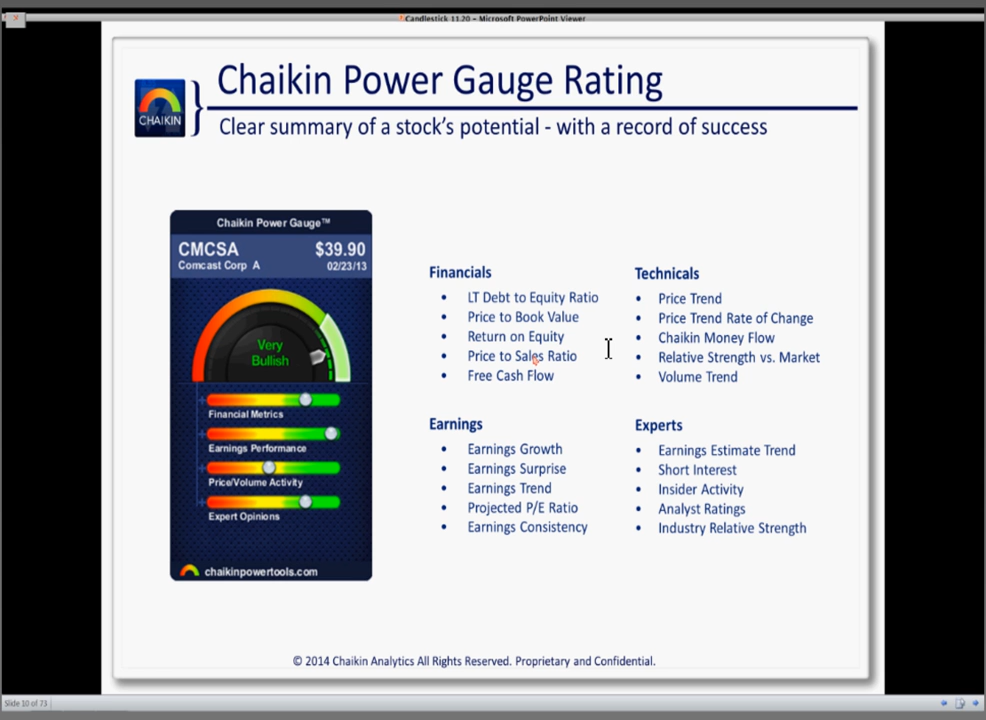 Candlestick 11.20 - Microsoft PowerPoint Viewer
CHAIKIN
Chaikin Power Gauge Rating
Clear summary of a stock's potential - with a record of success
Chaikin Power Gauge™
CMCSA $39.90
Comcast Corp A 02/23/13
Very
Bullish
Financial Metrics
Earnings Performance
Price/Volume Activity
Expert Opinions
chaikinpowertools.com
Financials
• LT Debt to Equity Ratio
• Price to Book Value
• Return on Equity
• Price to Sales Ratio
• Free Cash Flow
Technicals
• Price Trend
• Price Trend Rate of Change
• Chaikin Money Flow
• Relative Strength vs. Market
• Volume Trend
Earnings
• Earnings Growth
• Earnings Surprise
• Earnings Trend
• Projected P/E Ratio
• Earnings Consistency
Experts
• Earnings Estimate Trend
• Short Interest
• Insider Activity
• Analyst Ratings
• Industry Relative Strength
© 2014 Chaikin Analytics All Rights Reserved. Proprietary and Confidential.
Slide 10 of 73